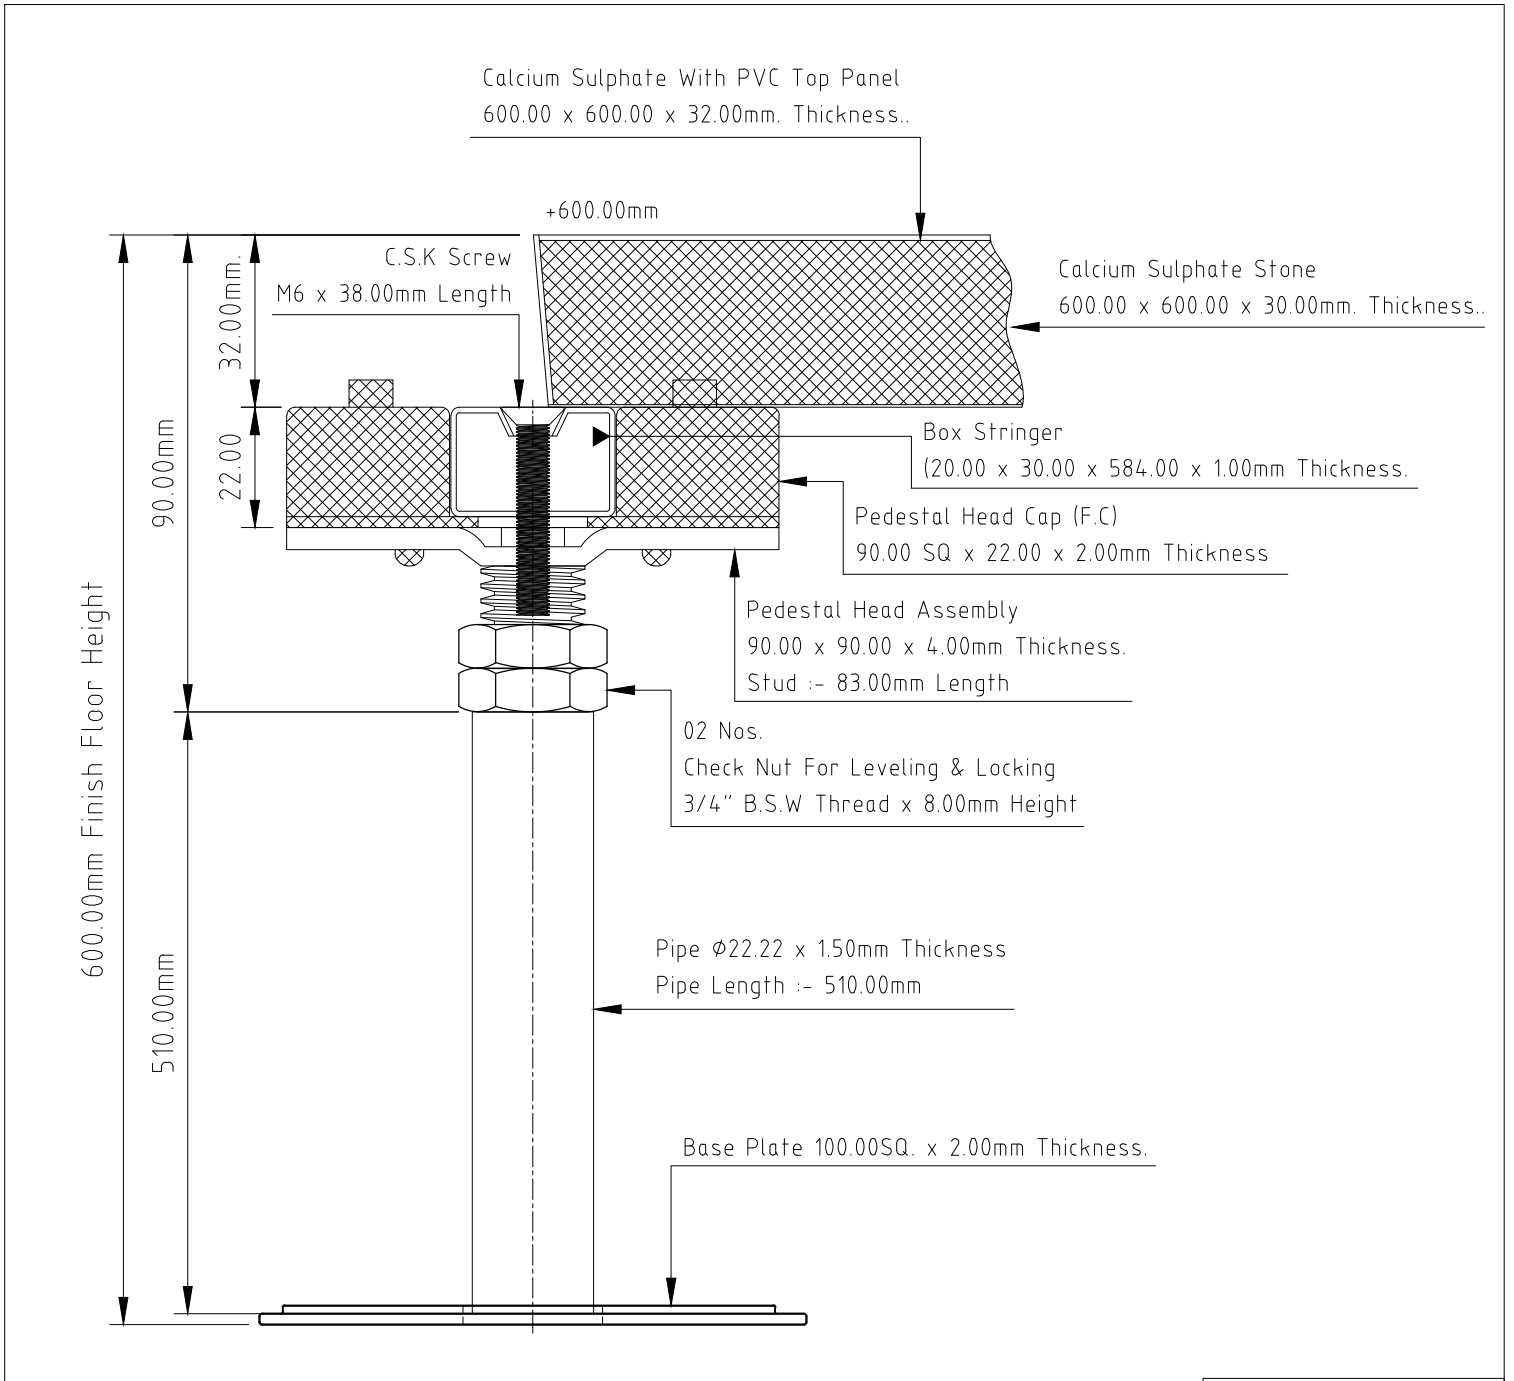 Calcium Sulphate With PVC Top Panel
600.00 x 600.00 x 32.00mm. Thickness..
+600.00mm
C.S.K Screw
M6 x 38.00mm Length
Calcium Sulphate Stone
600.00 x 600.00 x 30.00mm. Thickness..
32.00mm.
22.00
90.00mm
Box Stringer
(20.00 x 30.00 x 584.00 x 1.00mm Thickness.
Pedestal Head Cap (F.C)
90.00 SQ x 22.00 x 2.00mm Thickness
Pedestal Head Assembly
90.00 x 90.00 x 4.00mm Thickness.
Stud :- 83.00mm Length
02 Nos.
Check Nut For Leveling & Locking
3/4" B.S.W Thread x 8.00mm Height
600.00mm Finish Floor Height
510.00mm
Pipe Ø22.22 x 1.50mm Thickness
Pipe Length :- 510.00mm
Base Plate 100.00SQ. x 2.00mm Thickness.